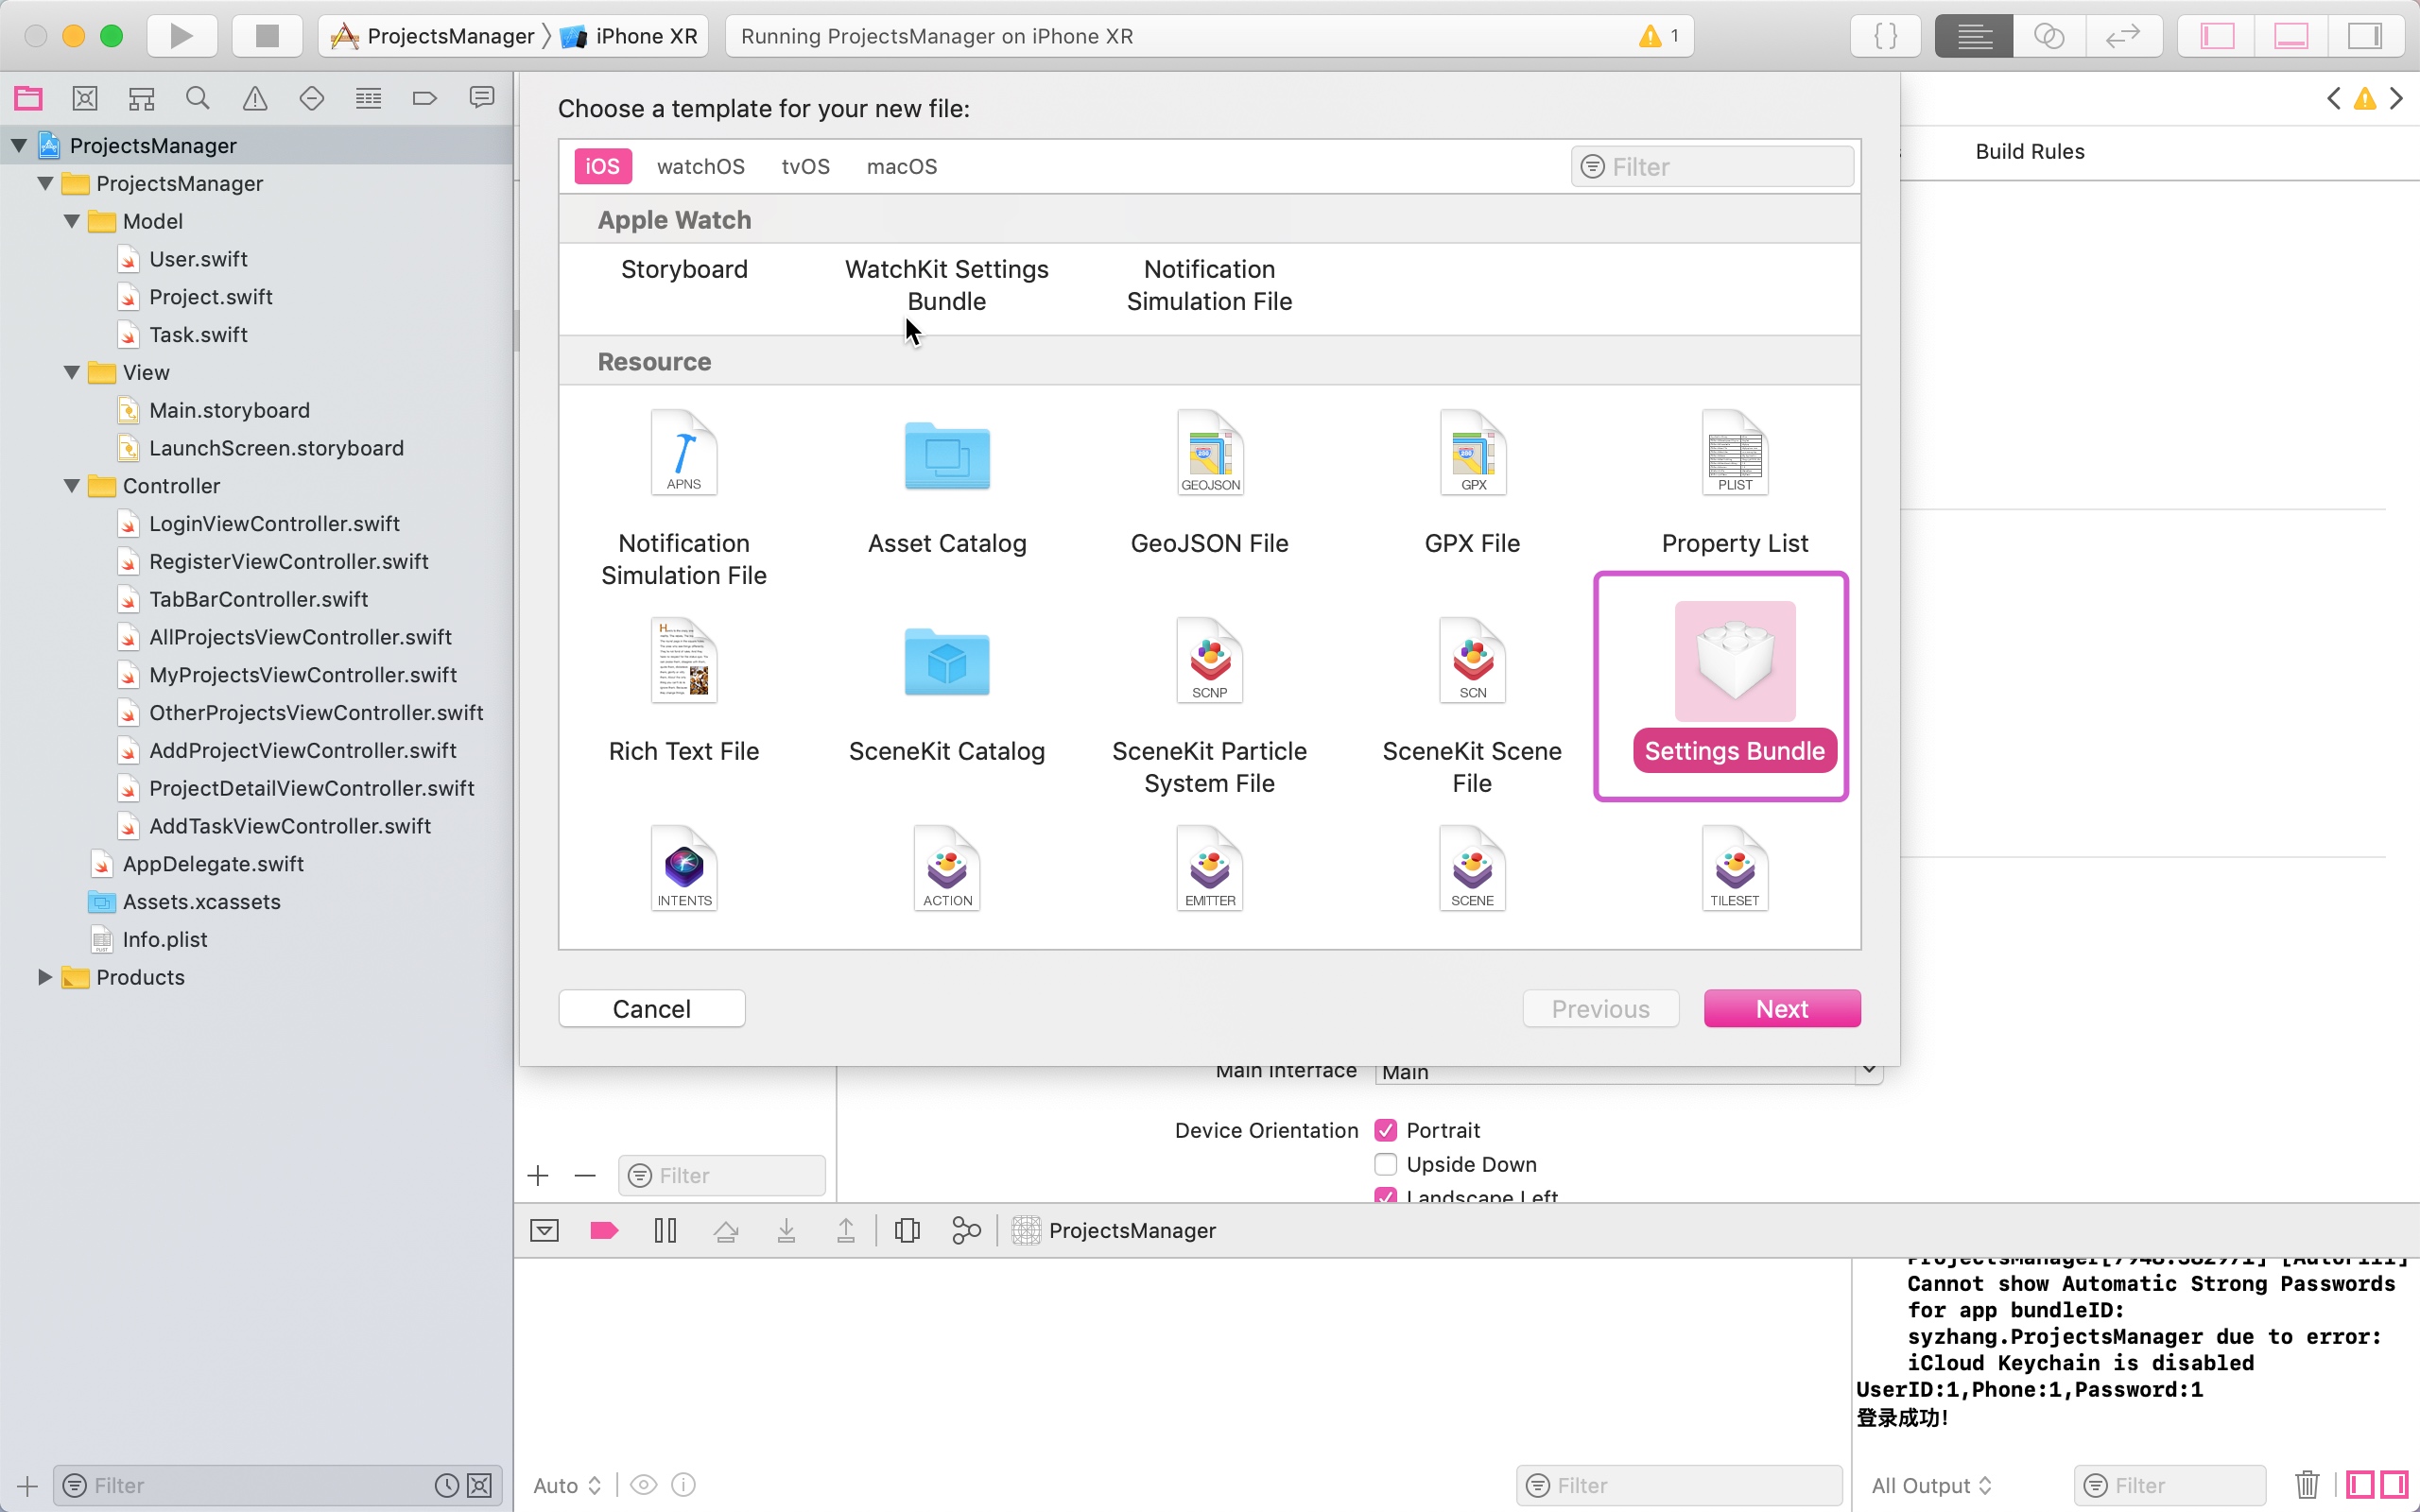 ProjectsManager
iPhone XR
Running ProjectsManager on iPhone XR
1
{}
ProjectsManager
ProjectsManager
Model
User.swift
Project.swift
Task.swift
View
Main.storyboard
LaunchScreen.storyboard
Controller
LoginViewController.swift
RegisterViewController.swift
TabBarController.swift
AllProjectsViewController.swift
MyProjectsViewController.swift
OtherProjectsViewController.swift
AddProjectViewController.swift
ProjectDetailViewController.swift
AddTaskViewController.swift
AppDelegate.swift
Assets.xcassets
Info.plist
Products
Filter
Choose a template for your new file:
iOS
watchOS
tvOS
macOS
Filter
Apple Watch
Storyboard
WatchKit Settings
Bundle
Notification
Simulation File
Resource
APNS
Notification
Simulation File
Asset Catalog
GEOJSON
GeoJSON File
GPX
GPX File
PLIST
Property List
Rich Text File
SceneKit Catalog
SCNP
SceneKit Particle
System File
SCN
SceneKit Scene
File
Settings Bundle
INTENTS
ACTION
EMITTER
SCENE
TILESET
Cancel
Previous
Next
Build Rules
Main Interface
Main
Device Orientation
Portrait
Upside Down
Landscape Left
Filter
ProjectsManager
Cannot show Automatic Strong Passwords
for app bundleID:
syzhang.ProjectsManager due to error:
iCloud Keychain is disabled
UserID:1,Phone:1,Password:1
登录成功!
Auto
Filter
All Output
Filter